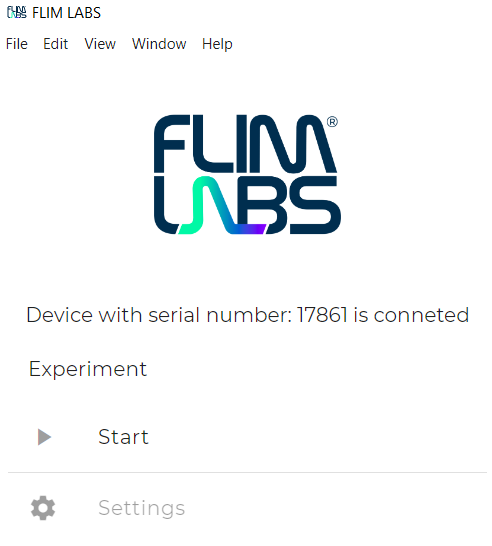 FLIM LABS
File Edit View Window Help
FLIM®
LABS
Device with serial number: 17861 is conneted
Experiment
Start
Settings